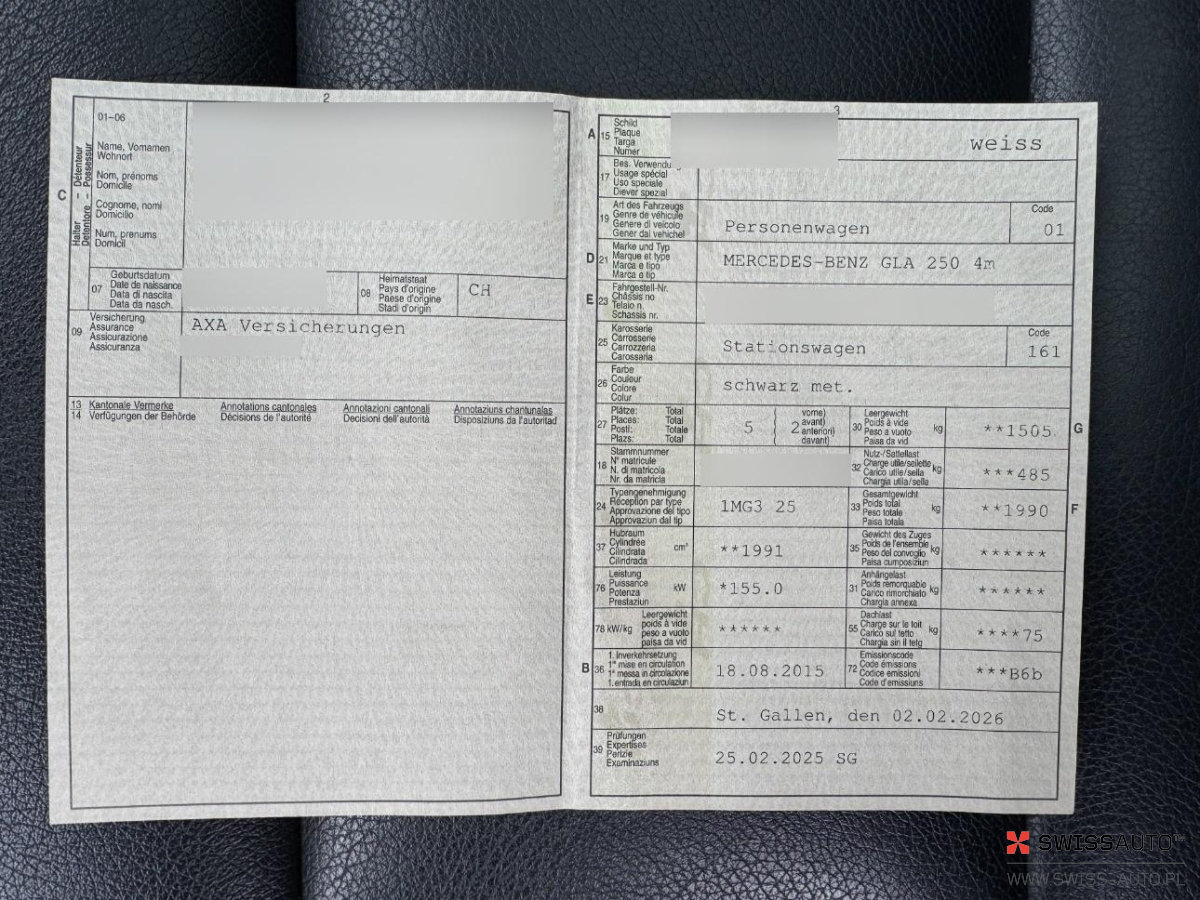 2
01-06
Name, Vornamen
Wohnort
Nom, prénoms
Domicile
Cognome, nomi
Domicilio
Num, prenums
Domicil
C
Halter - Détenteur
Detentore - Possessur
07
Geburtsdatum
Date de naissance
Data di nascita
Data da nasch.
08
Heimatstaat
Pays d'origine
Paese d'origine
Stadi d'origin
CH
09
Versicherung
Assurance
Assicurazione
Assicuranza
AXA Versicherungen
13 Kantonale Vermerke Annotations cantonales Annotazioni cantonali Annotaziuns chantunalas
14 Verfügungen der Behörde Décisions de l'autorité Decisioni dell'autorità Disposiziuns da l'autoritad
3
A 15
Schild
Plaque
Targa
Numer
weiss
17
Bes. Verwendu
Usage spécial
Uso speciale
Diever spezial
19
Art des Fahrzeugs
Genre de véhicule
Genere di veicolo
Gener dal vehichel
Personenwagen
Code
01
D 21
Marke und Typ
Marque et type
Marca e tipo
Marca e tip
MERCEDES-BENZ GLA 250 4m
E 23
Fahrgestell-Nr.
Châssis no
Telaio n.
Schassis nr.
25
Karosserie
Carrosserie
Carrozzeria
Carossaria
Stationswagen
Code
161
26
Farbe
Couleur
Colore
Colur
schwarz met.
27
Plätze: Total
Places: Total
Posti: Totale
Plazs: Total
5
( 2
vorne)
avant)
anteriori)
davant)
30
Leergewicht
Poids à vide
Peso a vuoto
Paisa da vid
kg
**1505
G
18
Stammnummer
N° matricule
N. di matricola
Nr. da matricla
32
Nutz-/Sattellast
Charge utile/sellette
Carico utile/sella
Chargia utila/sella
kg
***485
24
Typengenehmigung
Réception par type
Approvazione del tipo
Approvaziun dal tip
1MG3 25
33
Gesamtgewicht
Poids total
Peso totale
Paisa totala
kg
**1990
F
37
Hubraum
Cylindrée
Cilindrata
Cilindrada
cm³
**1991
35
Gewicht des Zuges
Poids de l'ensemble
Peso del convoglio
Paisa cumposiziun
kg
******
76
Leistung
Puissance
Potenza
Prestaziun
kW
*155.0
31
Anhängelast
Poids remorquable
Carico rimorchiato
Chargia annexa
kg
******
78 kW/kg
Leergewicht
poids à vide
peso a vuoto
paisa da vid
******
55
Dachlast
Charge sur le toit
Carico sul tetto
Chargia sin il tetg
kg
****75
B 36
1. Inverkehrsetzung
1re mise en circulation
1a messa in circolazione
1. entrada en circulaziun
18.08.2015
72
Emissionscode
Code émissions
Codice emissioni
Code d'emissiuns
***B6b
38
St. Gallen, den 02.02.2026
39
Prüfungen
Expertises
Perizie
Examinaziuns
25.02.2025 SG
SWISSAUTO
WWW.SWISS-AUTO.PL